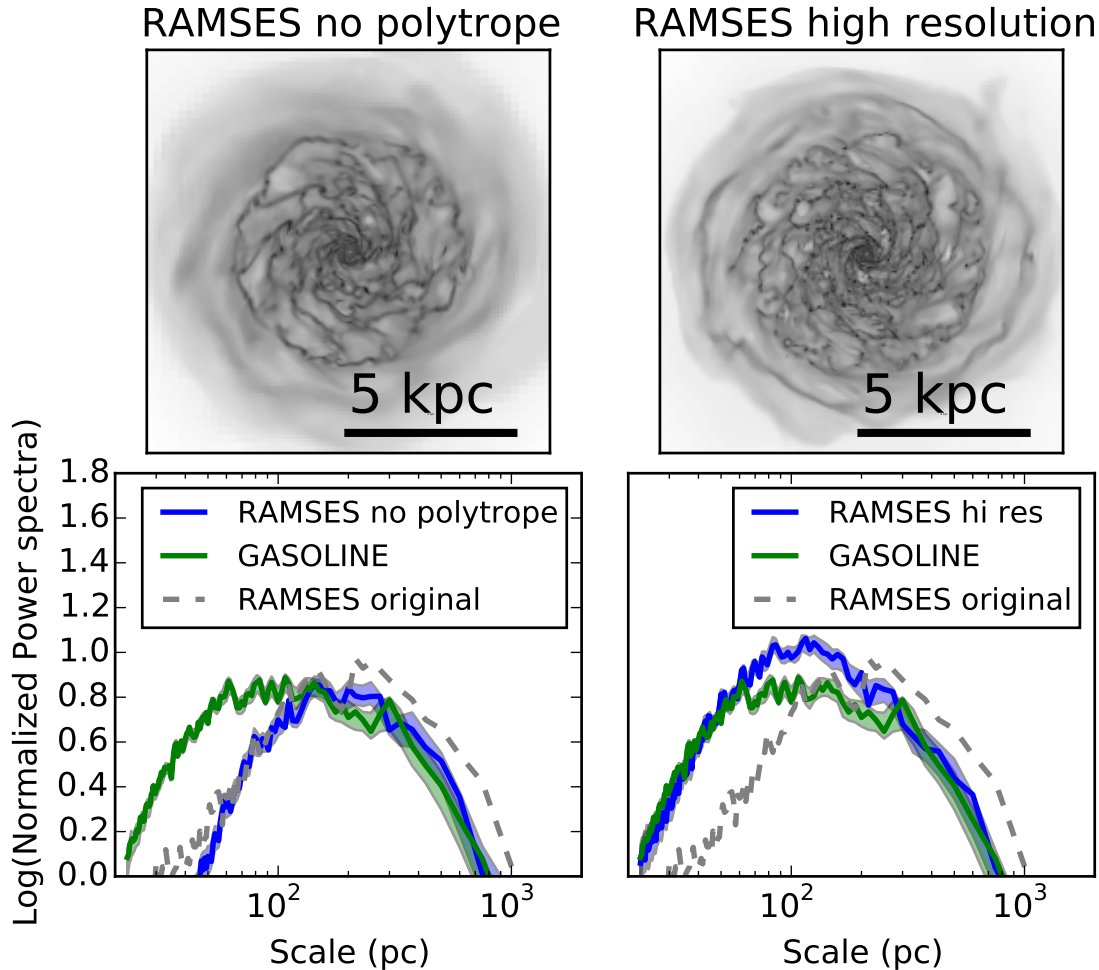 RAMSES no polytrope
RAMSES high resolution
5 kpc
5 kpc
Log(Normalized Power spectra)
1.8
1.6
1.4
1.2
1.0
0.8
0.6
0.4
0.2
0.0
RAMSES no polytrope
GASOLINE
RAMSES original
RAMSES hi res
GASOLINE
RAMSES original
10²
10³
10²
10³
Scale (pc)
Scale (pc)